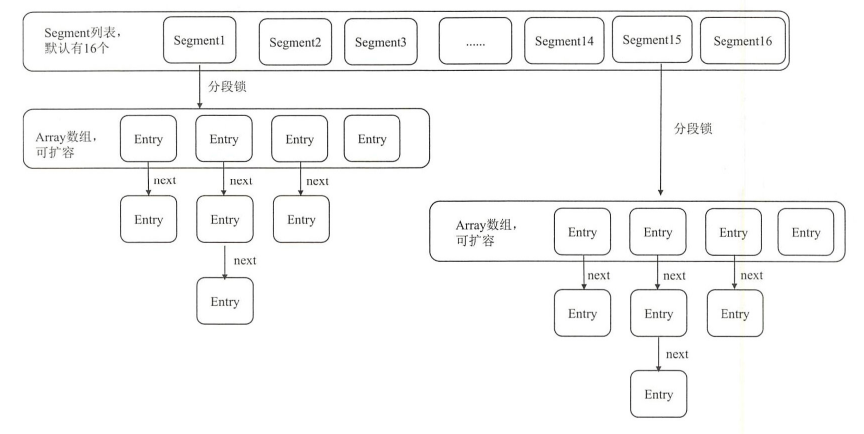 Segment列表，
默认有16个
Segment1
Segment2
Segment3
......
Segment14
Segment15
Segment16
分段锁
分段锁
Array数组，
可扩容
Entry
Entry
Entry
Entry
next
next
next
Entry
Entry
Entry
next
Entry
Array数组，
可扩容
Entry
Entry
Entry
Entry
next
next
next
Entry
Entry
Entry
next
Entry